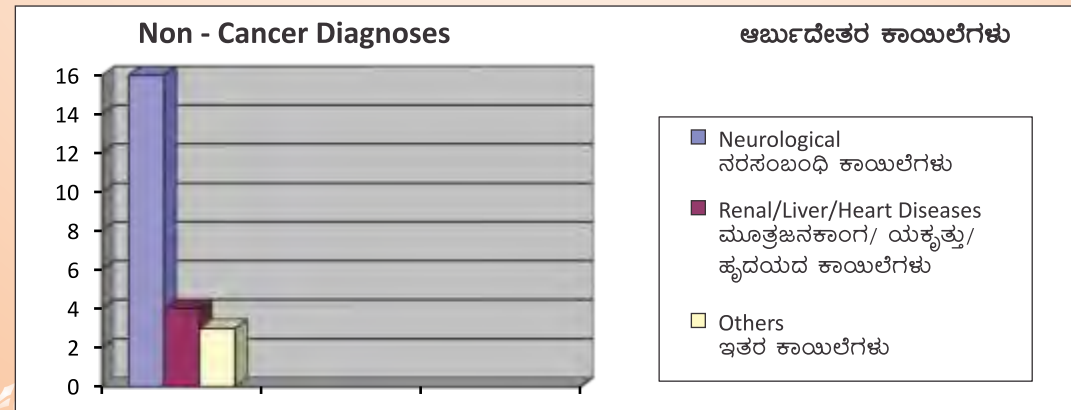 Non - Cancer Diagnoses
ಆರ್ಬುದೇತರ ಕಾಯಿಲೆಗಳು
16
14
12
10
8
6
4
2
0
Neurological
ನರಸಂಬಂಧಿ ಕಾಯಿಲೆಗಳು
Renal/Liver/Heart Diseases
ಮೂತ್ರಜನಕಾಂಗ/ ಯಕೃತ್ತು/
ಹೃದಯದ ಕಾಯಿಲೆಗಳು
Others
ಇತರ ಕಾಯಿಲೆಗಳು